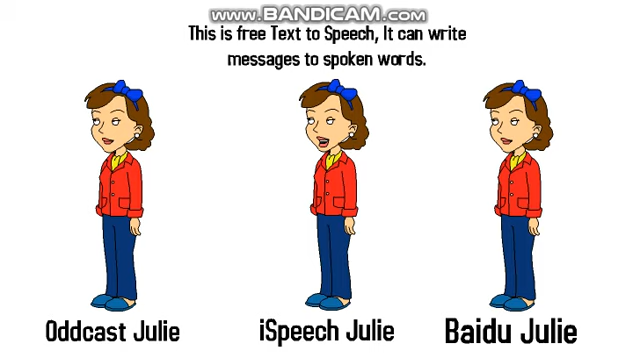 www.BANDICAM.com
This is free Text to Speech, It can write
messages to spoken words.
Oddcast Julie
iSpeech Julie
Baidu Julie